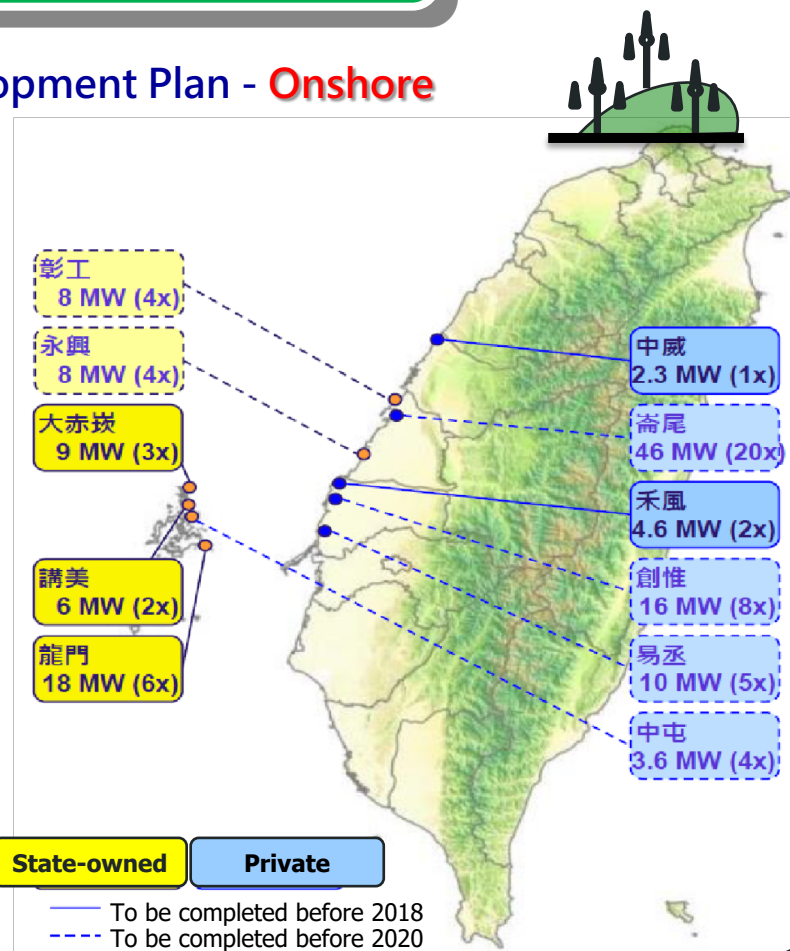 opment Plan - Onshore
彰工
8 MW (4x)
永興
8 MW (4x)
大赤崁
9 MW (3x)
講美
6 MW (2x)
龍門
18 MW (6x)
中威
2.3 MW (1x)
崙尾
46 MW (20x)
禾風
4.6 MW (2x)
創惟
16 MW (8x)
易丞
10 MW (5x)
中屯
3.6 MW (4x)
State-owned
Private
To be completed before 2018
To be completed before 2020